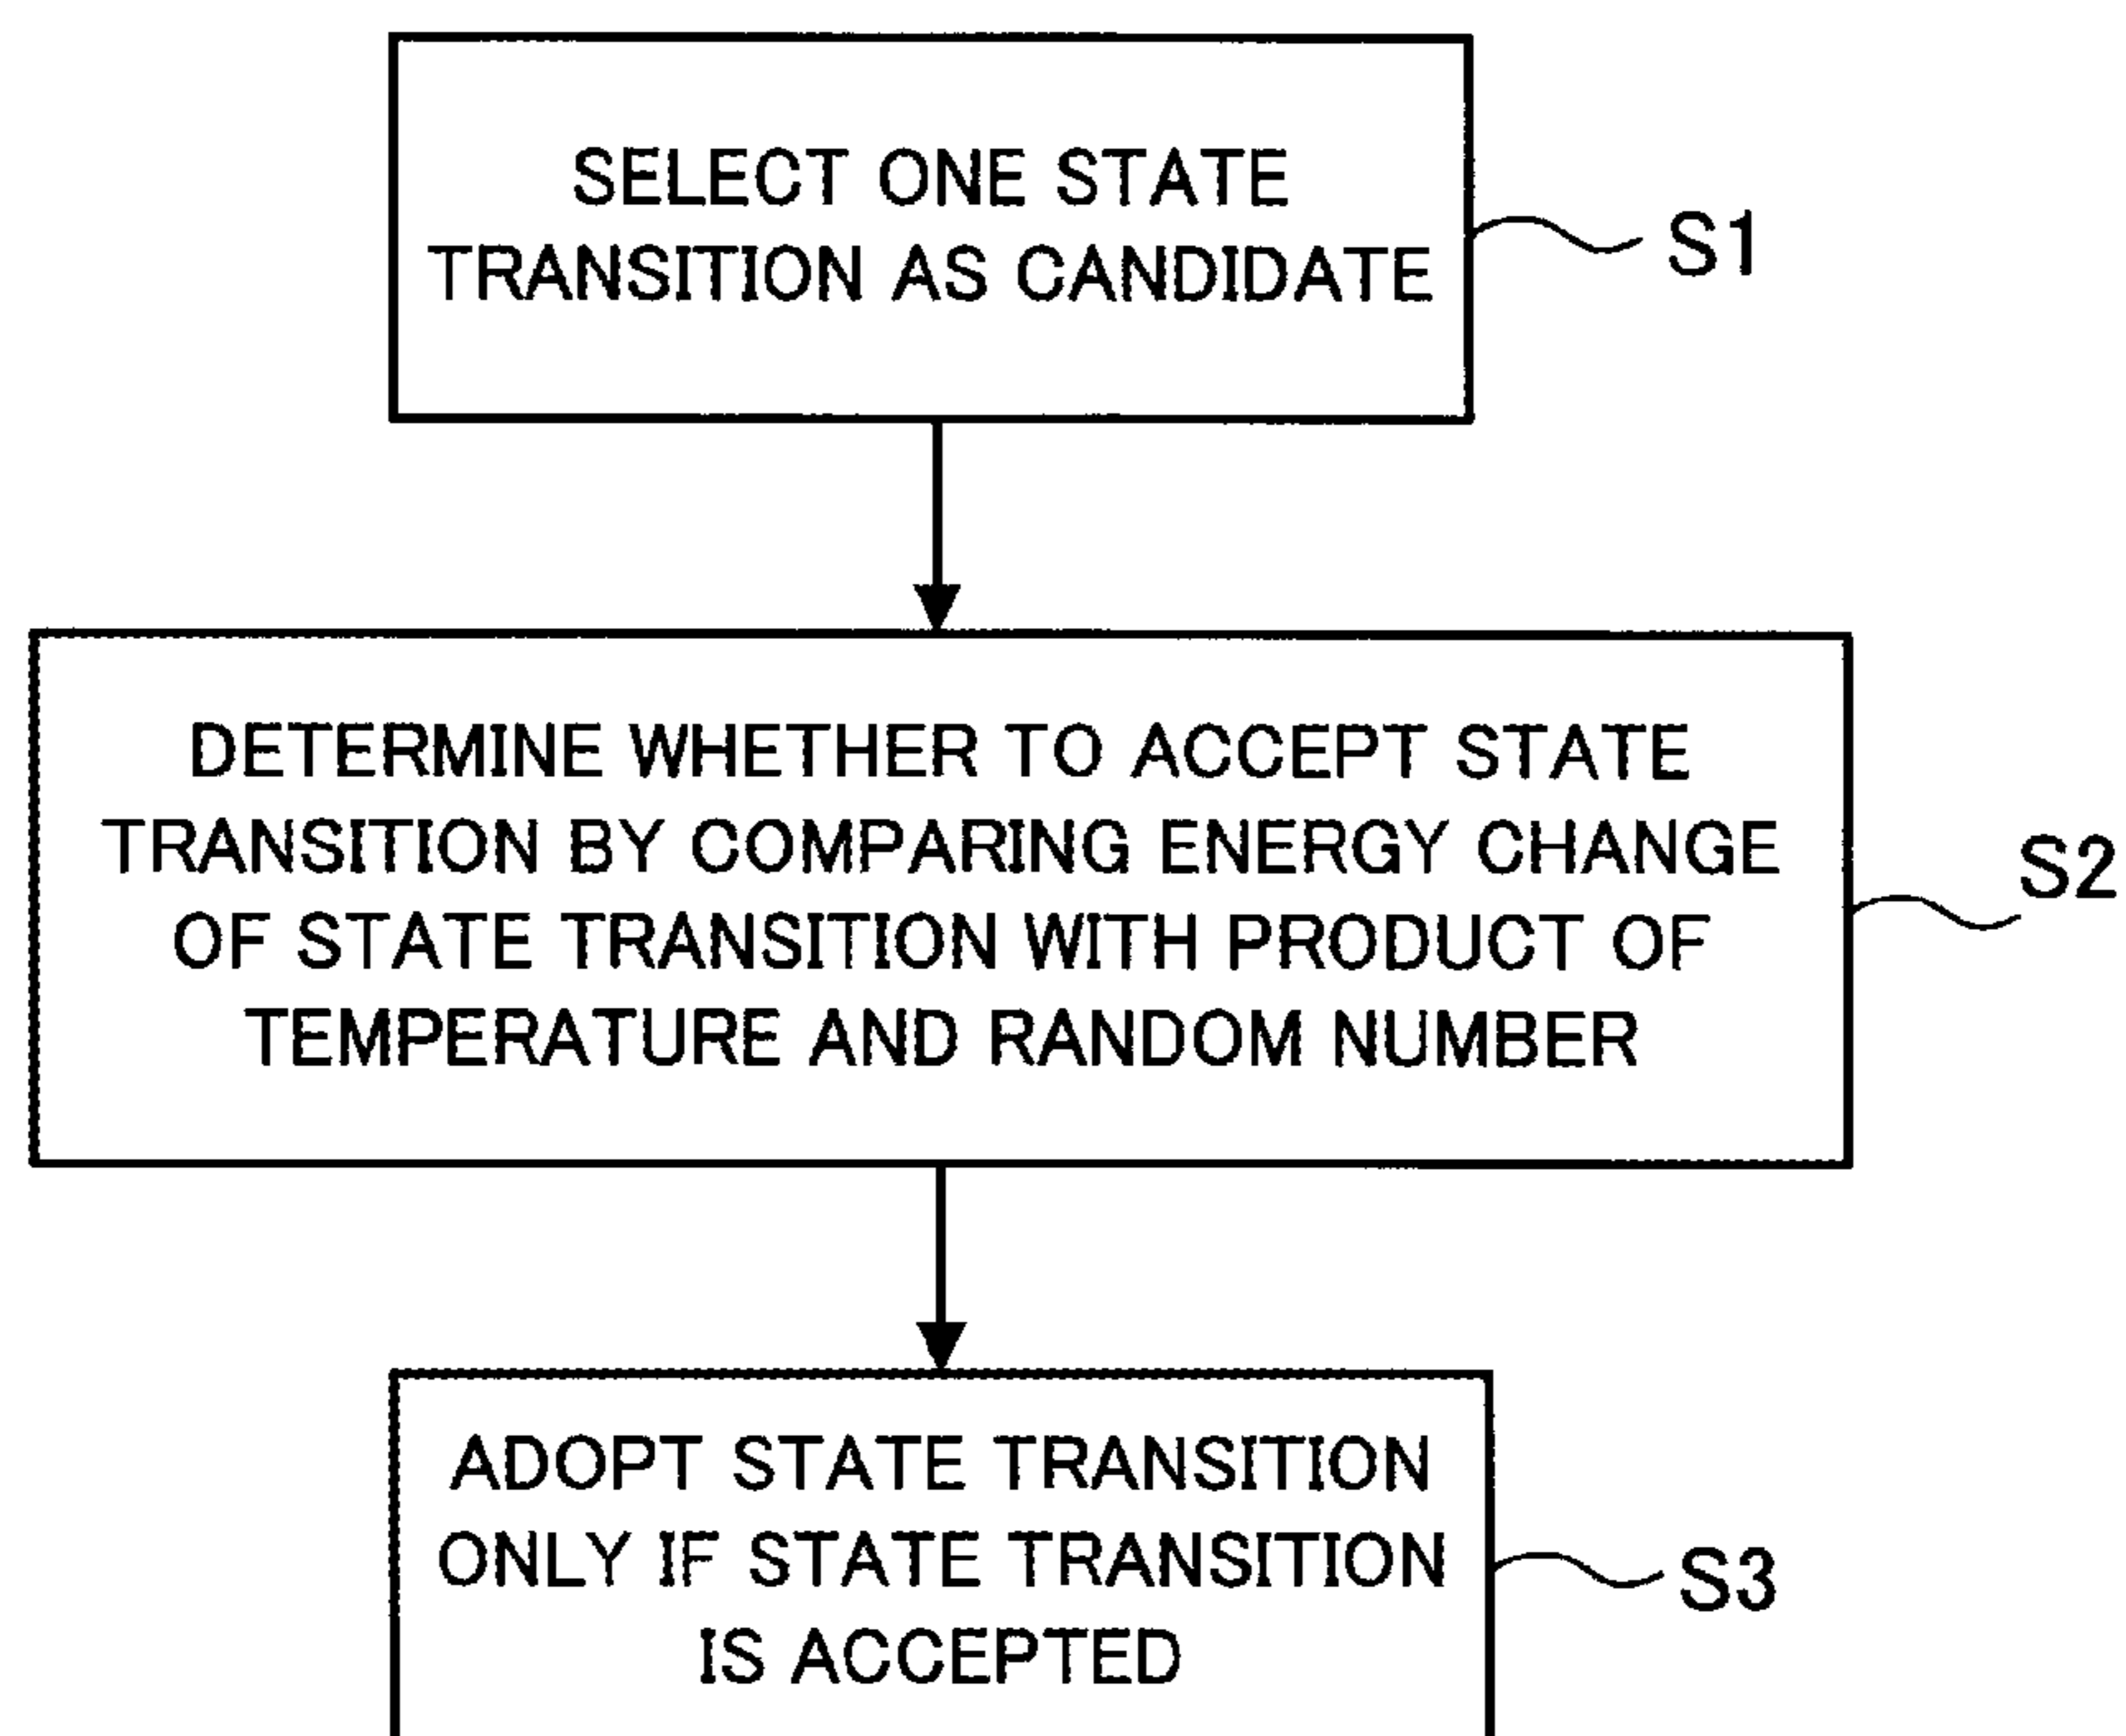 SELECT ONE STATE
TRANSITION AS CANDIDATE
S1
DETERMINE WHETHER TO ACCEPT STATE
TRANSITION BY COMPARING ENERGY CHANGE
OF STATE TRANSITION WITH PRODUCT OF
TEMPERATURE AND RANDOM NUMBER
S2
ADOPT STATE TRANSITION
ONLY IF STATE TRANSITION
IS ACCEPTED
S3